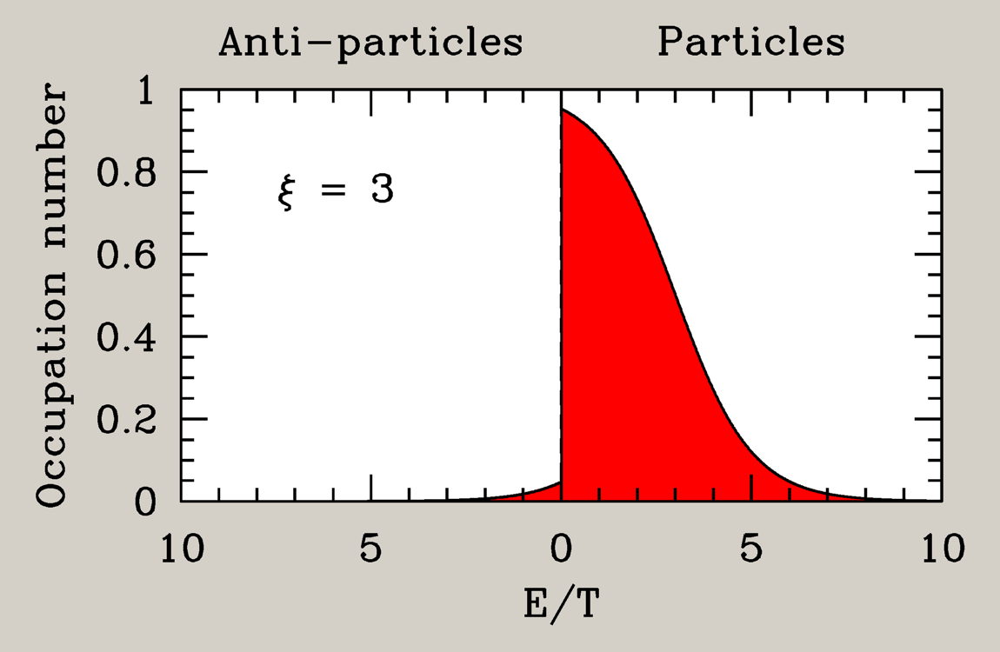 Anti-particles Particles
Occupation number
1
0.8
0.6
0.4
0.2
0
ξ = 3
10 5 0 5 10
E/T